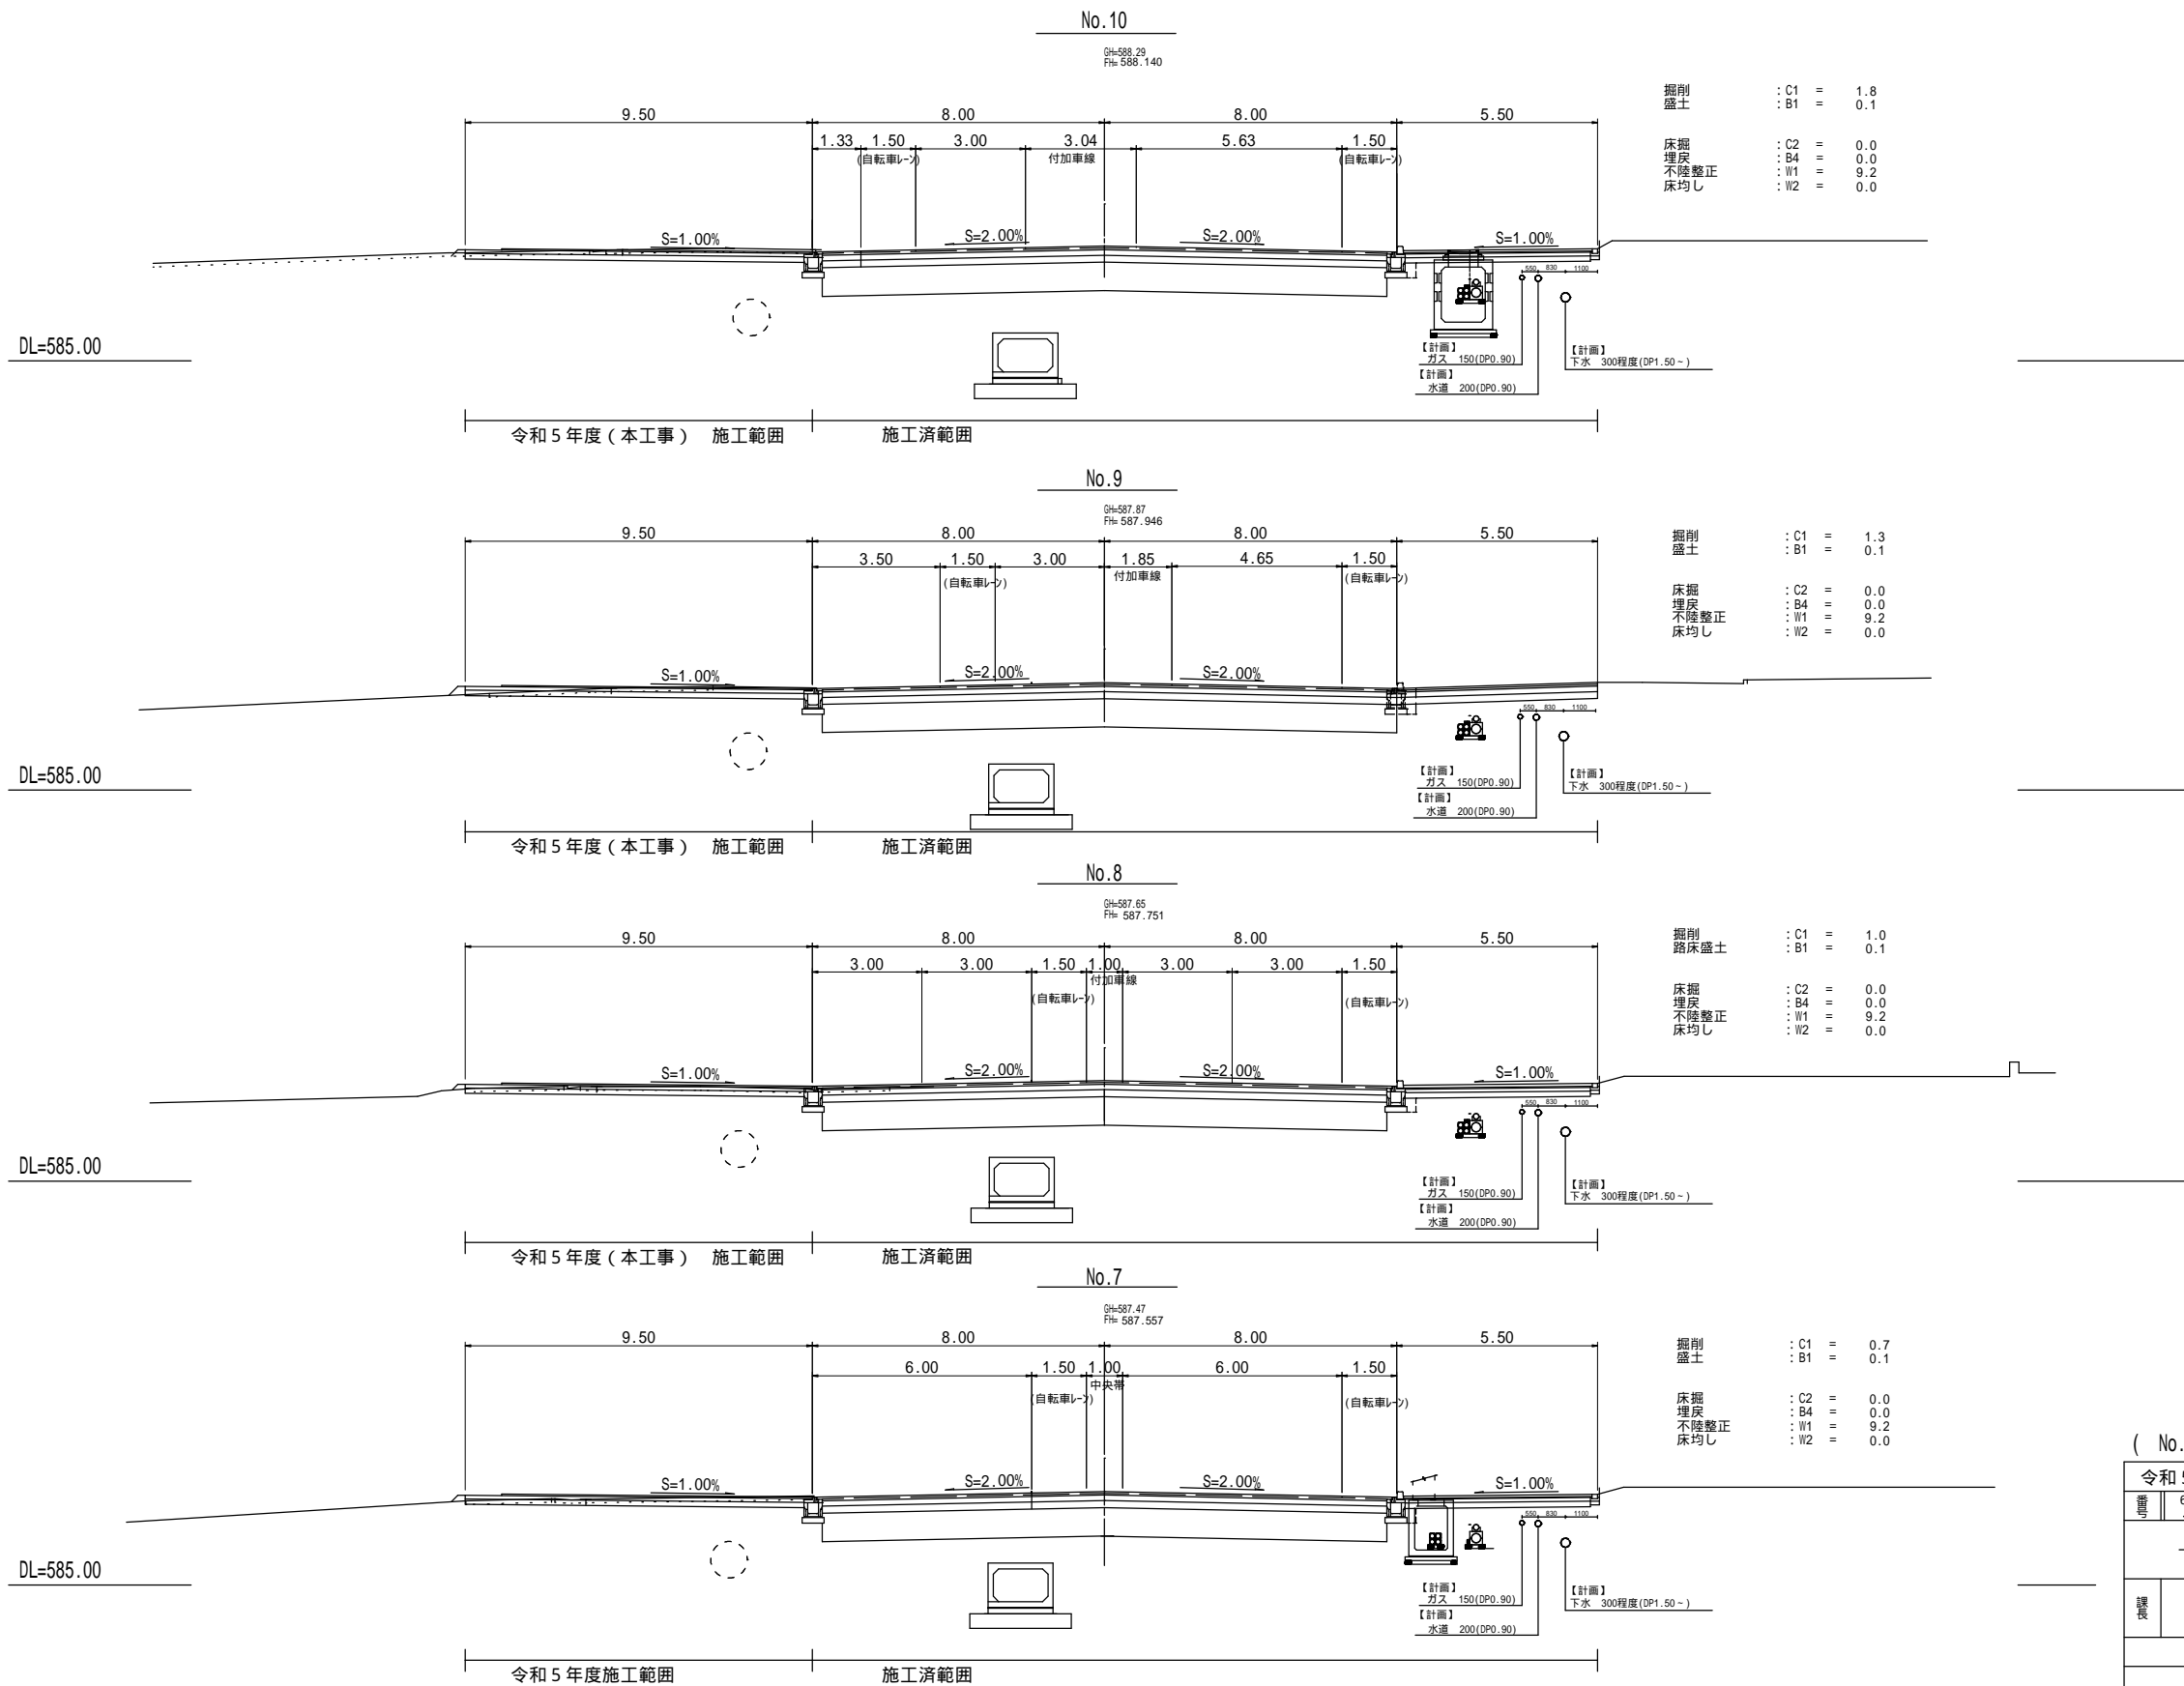 No.10
GH=588.29
FH= 588.140
掘削 :C1 = 1.8
盛土 :B1 = 0.1
床掘 :C2 = 0.0
埋戻 :B4 = 0.0
不陸整正 :W1 = 9.2
床均し :W2 = 0.0
9.50 8.00 8.00 5.50
1.33 1.50 3.00 3.04 5.63 1.50
(自転車レーン) 付加車線 (自転車レーン)
S=1.00% S=2.00% S=2.00% S=1.00%
550 830 1100
DL=585.00
【計画】
ガス 150(DP0.90)
【計画】
水道 200(DP0.90)
【計画】
下水 300程度(DP1.50~)
令和5年度(本工事) 施工範囲 施工済範囲
No.9
GH=587.87
FH= 587.946
掘削 :C1 = 1.3
盛土 :B1 = 0.1
床掘 :C2 = 0.0
埋戻 :B4 = 0.0
不陸整正 :W1 = 9.2
床均し :W2 = 0.0
9.50 8.00 8.00 5.50
3.50 1.50 3.00 1.85 4.65 1.50
(自転車レーン) 付加車線 (自転車レーン)
S=1.00% S=2.00% S=2.00%
550 830 1100
DL=585.00
【計画】
ガス 150(DP0.90)
【計画】
水道 200(DP0.90)
【計画】
下水 300程度(DP1.50~)
令和5年度(本工事) 施工範囲 施工済範囲
No.8
GH=587.65
FH= 587.751
掘削 :C1 = 1.0
路床盛土 :B1 = 0.1
床掘 :C2 = 0.0
埋戻 :B4 = 0.0
不陸整正 :W1 = 9.2
床均し :W2 = 0.0
9.50 8.00 8.00 5.50
3.00 3.00 1.50 1.00 3.00 3.00 1.50
付加車線
(自転車レーン) (自転車レーン)
S=1.00% S=2.00% S=2.00% S=1.00%
550 830 1100
DL=585.00
【計画】
ガス 150(DP0.90)
【計画】
水道 200(DP0.90)
【計画】
下水 300程度(DP1.50~)
令和5年度(本工事) 施工範囲 施工済範囲
No.7
GH=587.47
FH= 587.557
掘削 :C1 = 0.7
盛土 :B1 = 0.1
床掘 :C2 = 0.0
埋戻 :B4 = 0.0
不陸整正 :W1 = 9.2
床均し :W2 = 0.0
9.50 8.00 8.00 5.50
6.00 1.50 1.00 6.00 1.50
中央帯
(自転車レーン) (自転車レーン)
S=1.00% S=2.00% S=2.00% S=1.00%
550 830 1100
DL=585.00
【計画】
ガス 150(DP0.90)
【計画】
水道 200(DP0.90)
【計画】
下水 300程度(DP1.50~)
令和5年度施工範囲 施工済範囲
( No.
令和
番号
課長